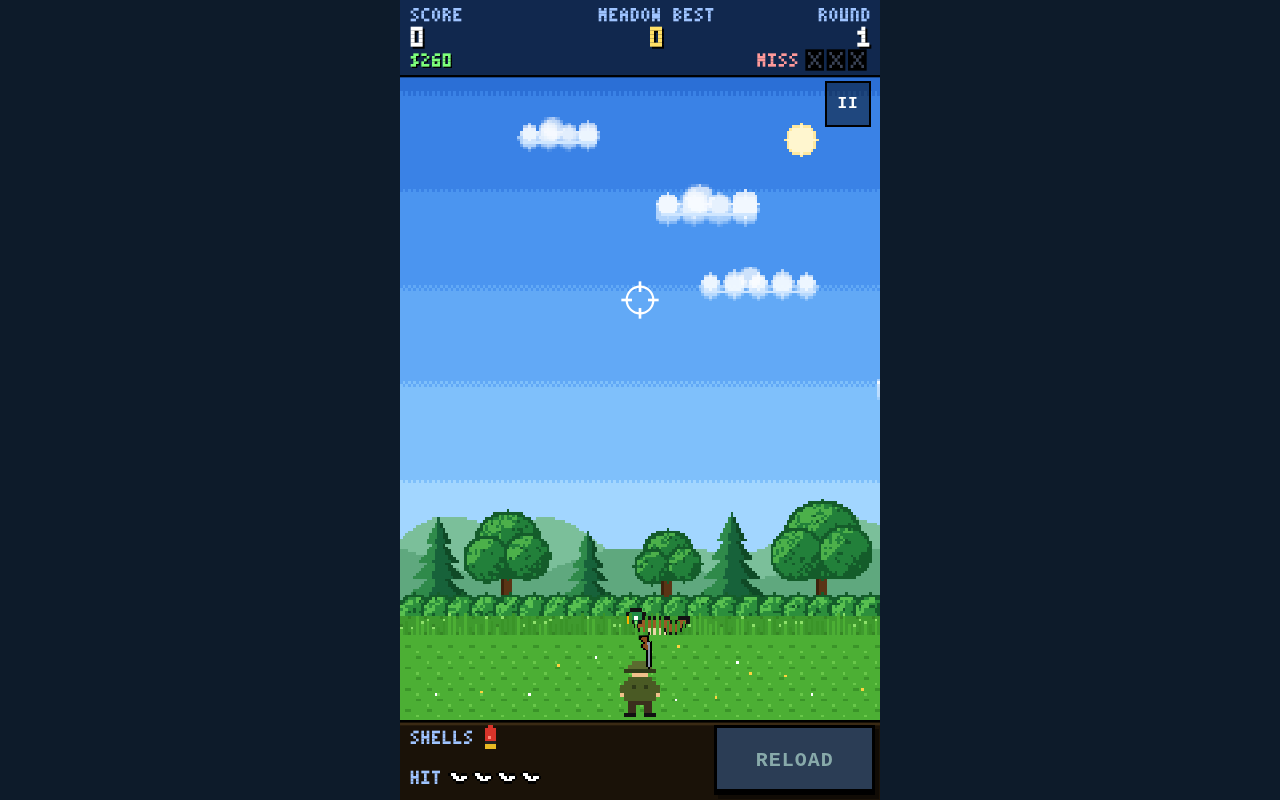 SCORE
MEADOW BEST
ROUND
0
0
1
$260
MISS X X X
II
SHELLS
HIT
RELOAD